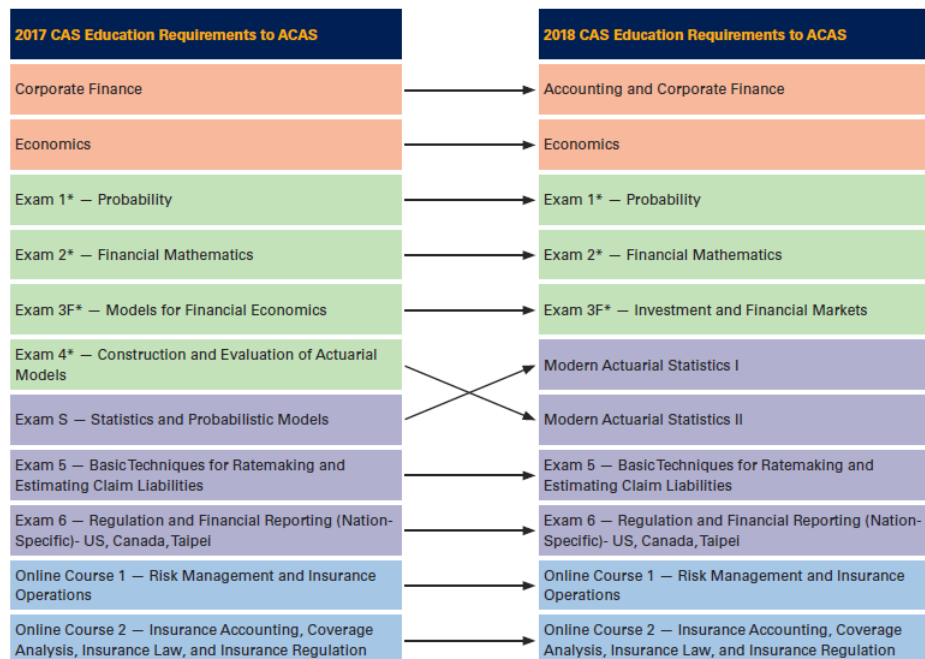 2017 CAS Education Requirements to ACAS
2018 CAS Education Requirements to ACAS
Corporate Finance
Accounting and Corporate Finance
Economics
Economics
Exam 1* — Probability
Exam 1* — Probability
Exam 2* — Financial Mathematics
Exam 2* — Financial Mathematics
Exam 3F* — Models for Financial Economics
Exam 3F* — Investment and Financial Markets
Exam 4* — Construction and Evaluation of Actuarial
Models
Modern Actuarial Statistics I
Exam S — Statistics and Probabilistic Models
Modern Actuarial Statistics II
Exam 5 — Basic Techniques for Ratemaking and
Estimating Claim Liabilities
Exam 5 — Basic Techniques for Ratemaking and
Estimating Claim Liabilities
Exam 6 — Regulation and Financial Reporting (Nation-
Specific)- US, Canada, Taipei
Exam 6 — Regulation and Financial Reporting (Nation-
Specific)- US, Canada, Taipei
Online Course 1 — Risk Management and Insurance
Operations
Online Course 1 — Risk Management and Insurance
Operations
Online Course 2 — Insurance Accounting, Coverage
Analysis, Insurance Law, and Insurance Regulation
Online Course 2 — Insurance Accounting, Coverage
Analysis, Insurance Law, and Insurance Regulation